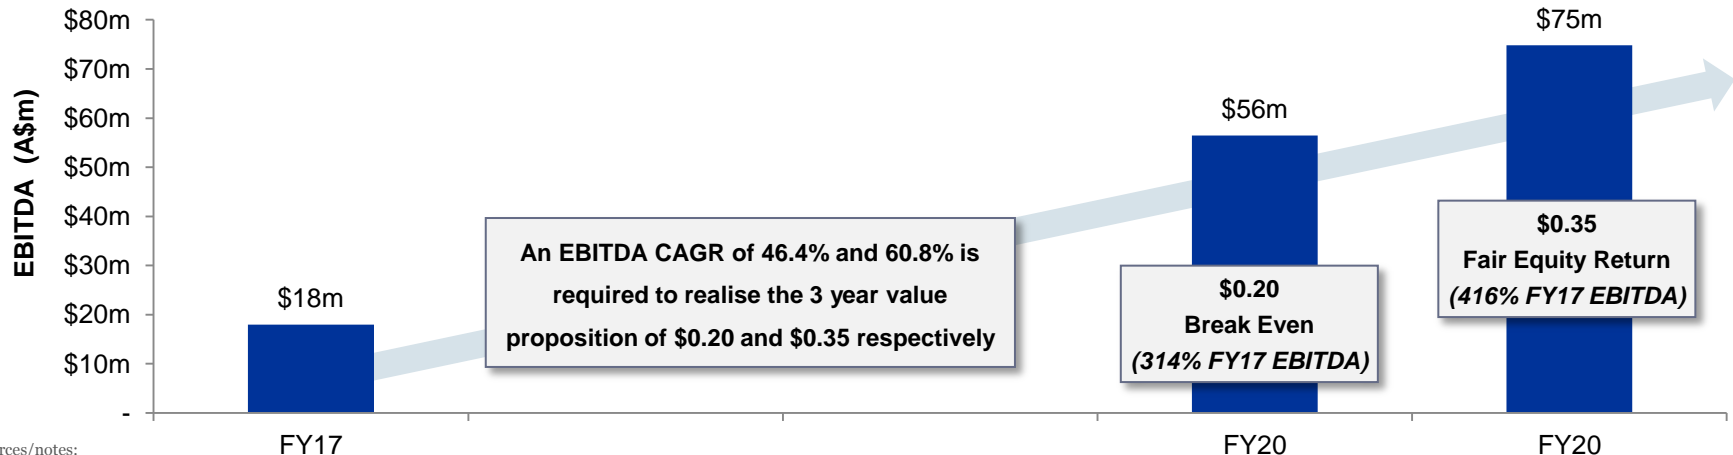 $80m
$70m
$60m
$50m
$40m
$30m
$20m
$10m
-
EBITDA (A$m)
$18m
$56m
$75m
An EBITDA CAGR of 46.4% and 60.8% is
required to realise the 3 year value
proposition of $0.20 and $0.35 respectively
$0.20
Break Even
(314% FY17 EBITDA)
$0.35
Fair Equity Return
(416% FY17 EBITDA)
FY17
FY20
FY20
rces/notes: